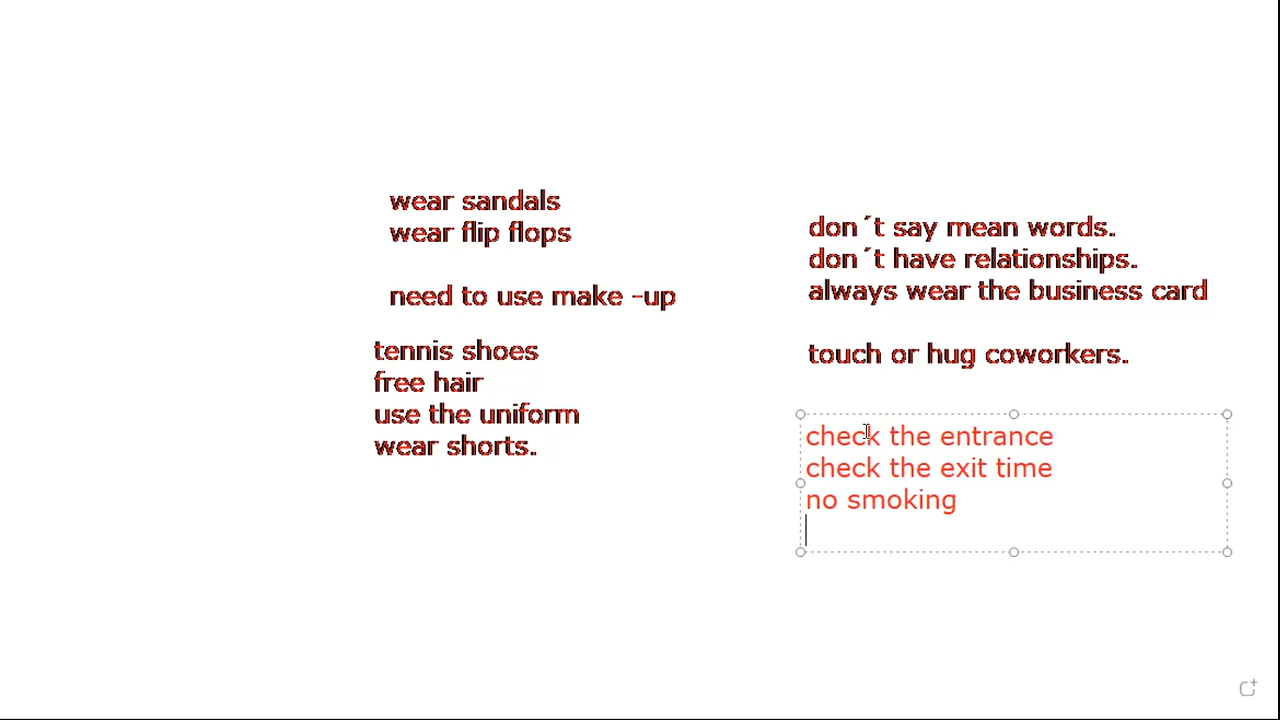 wear sandals
wear flip flops
need to use make -up
tennis shoes
free hair
use the uniform
wear shorts.
don´t say mean words.
don´t have relationships.
always wear the business card
touch or hug coworkers.
check the entrance
check the exit time
no smoking